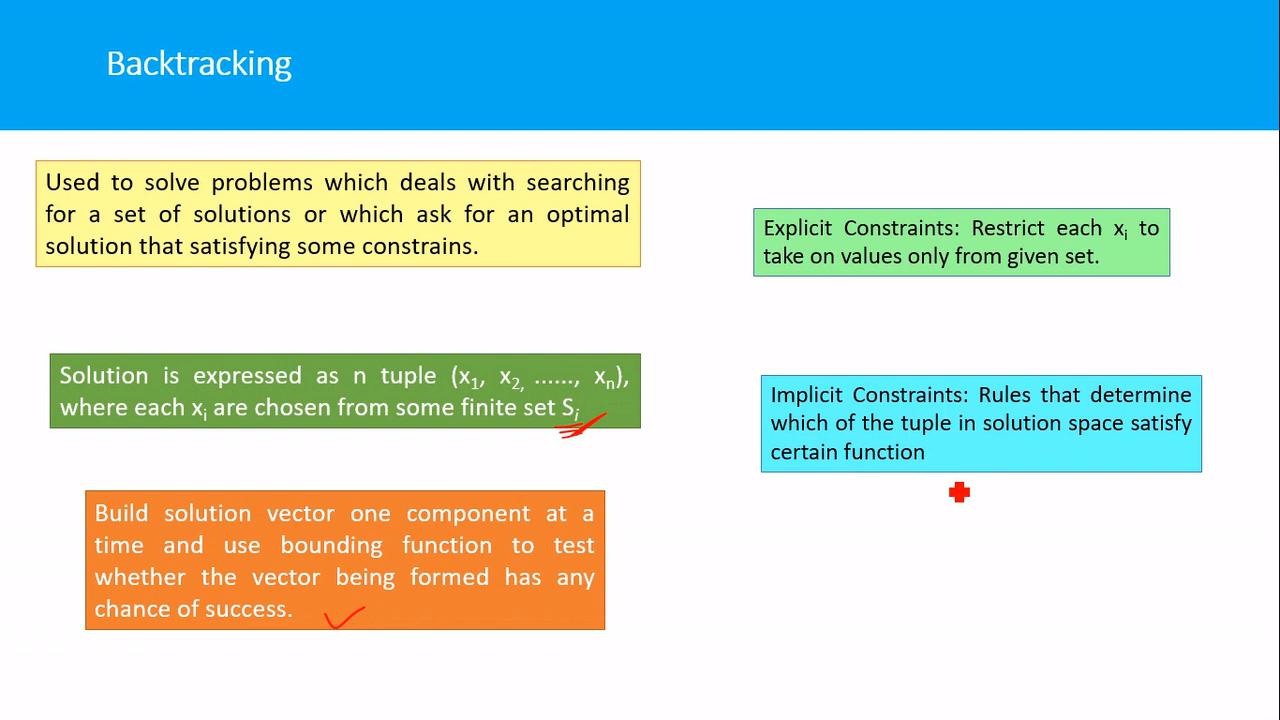 Backtracking
Used to solve problems which deals with searching
for a set of solutions or which ask for an optimal
solution that satisfying some constrains.
Solution is expressed as n tuple (x1, x2, ......, xn),
where each xi are chosen from some finite set Si
Build solution vector one component at a
time and use bounding function to test
whether the vector being formed has any
chance of success.
Explicit Constraints: Restrict each xi to
take on values only from given set.
Implicit Constraints: Rules that determine
which of the tuple in solution space satisfy
certain function